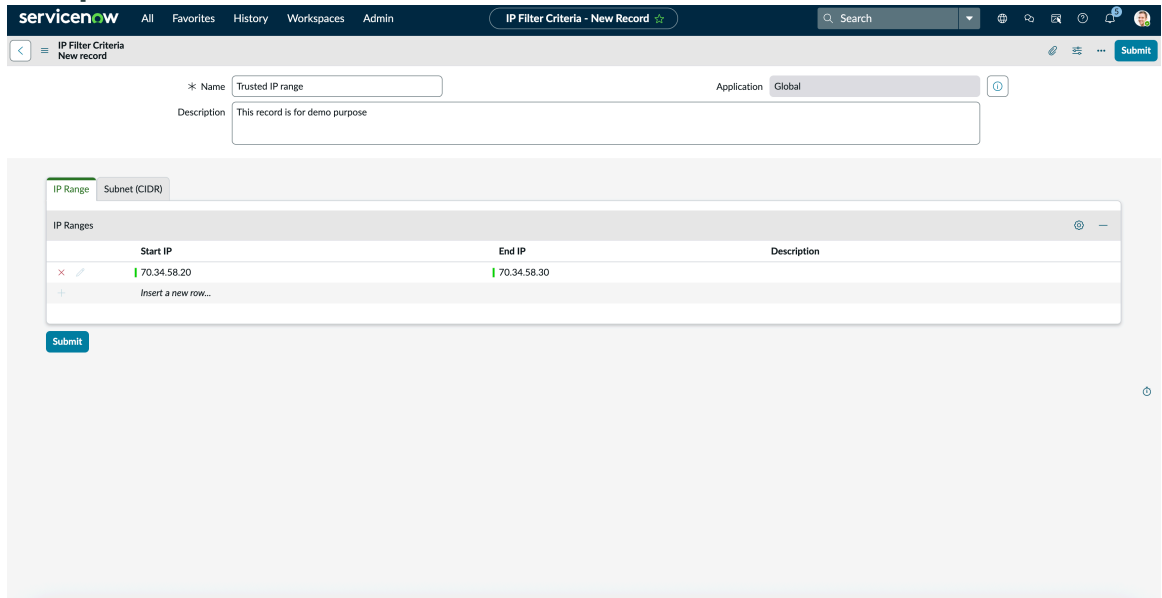 servicenow All Favorites History Workspaces Admin IP Filter Criteria - New Record Search 5
IP Filter Criteria
New record
Submit
Name Trusted IP range Application Global
Description This record is for demo purpose
IP Range Subnet (CIDR)
IP Ranges
Start IP End IP Description
70.34.58.20 70.34.58.30
Insert a new row...
Submit